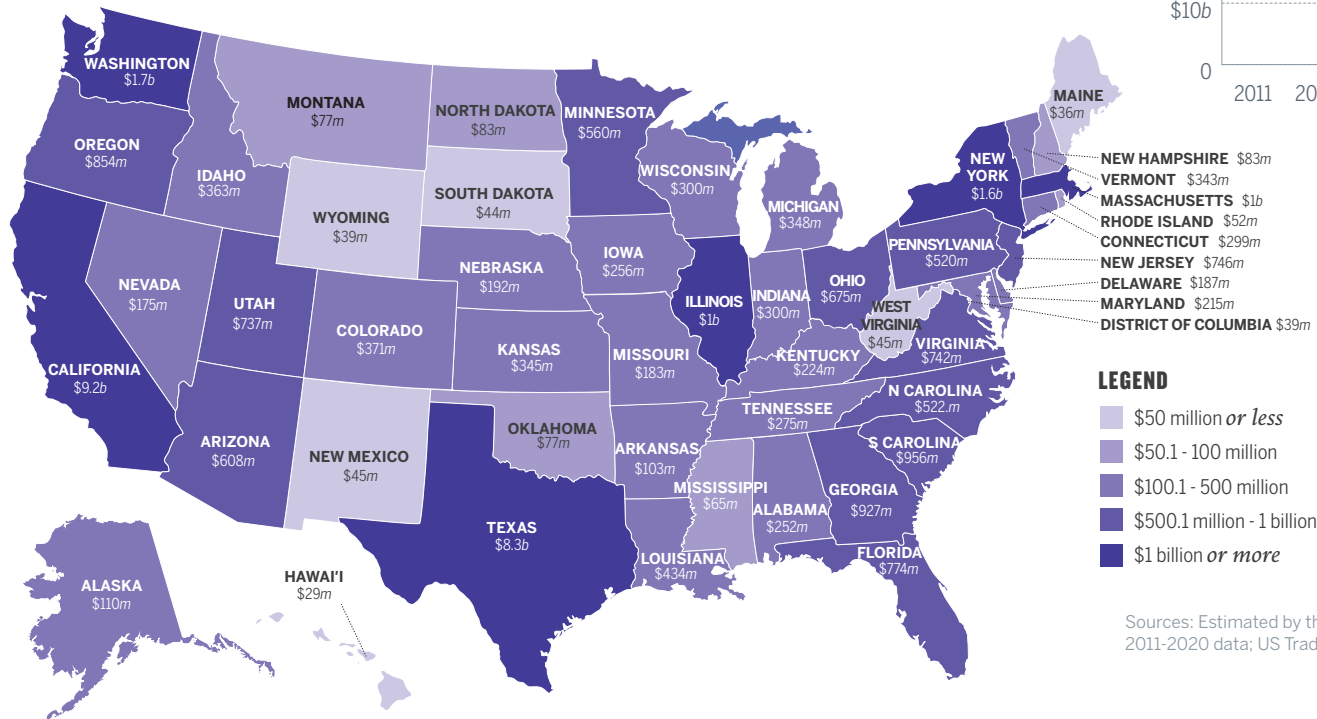 $10b
0
2011 20
WASHINGTON
$1.7b
OREGON
$854m
CALIFORNIA
$9.2b
IDAHO
$363m
NEVADA
$175m
MONTANA
$77m
WYOMING
$39m
UTAH
$737m
ARIZONA
$608m
COLORADO
$371m
NEW MEXICO
$45m
NORTH DAKOTA
$83m
SOUTH DAKOTA
$44m
NEBRASKA
$192m
KANSAS
$345m
OKLAHOMA
$77m
TEXAS
$8.3b
MINNESOTA
$560m
IOWA
$256m
MISSOURI
$183m
ARKANSAS
$103m
LOUISIANA
$434m
WISCONSIN
$300m
ILLINOIS
$1b
MICHIGAN
$348m
INDIANA
$300m
OHIO
$675m
KENTUCKY
$224m
TENNESSEE
$275m
MISSISSIPPI
$65m
ALABAMA
$252m
GEORGIA
$927m
FLORIDA
$774m
S CAROLINA
$956m
N CAROLINA
$522.m
VIRGINIA
$742m
WEST
VIRGINIA
$45m
PENNSYLVANIA
$520m
NEW
YORK
$1.6b
MAINE
$36m
NEW HAMPSHIRE $83m
VERMONT $343m
MASSACHUSETTS $1b
RHODE ISLAND $52m
CONNECTICUT $299m
NEW JERSEY $746m
DELAWARE $187m
MARYLAND $215m
DISTRICT OF COLUMBIA $39m
ALASKA
$110m
HAWAI'I
$29m
LEGEND
$50 million or less
$50.1 - 100 million
$100.1 - 500 million
$500.1 million - 1 billion
$1 billion or more
Sources: Estimated by th
2011-2020 data; US Trad